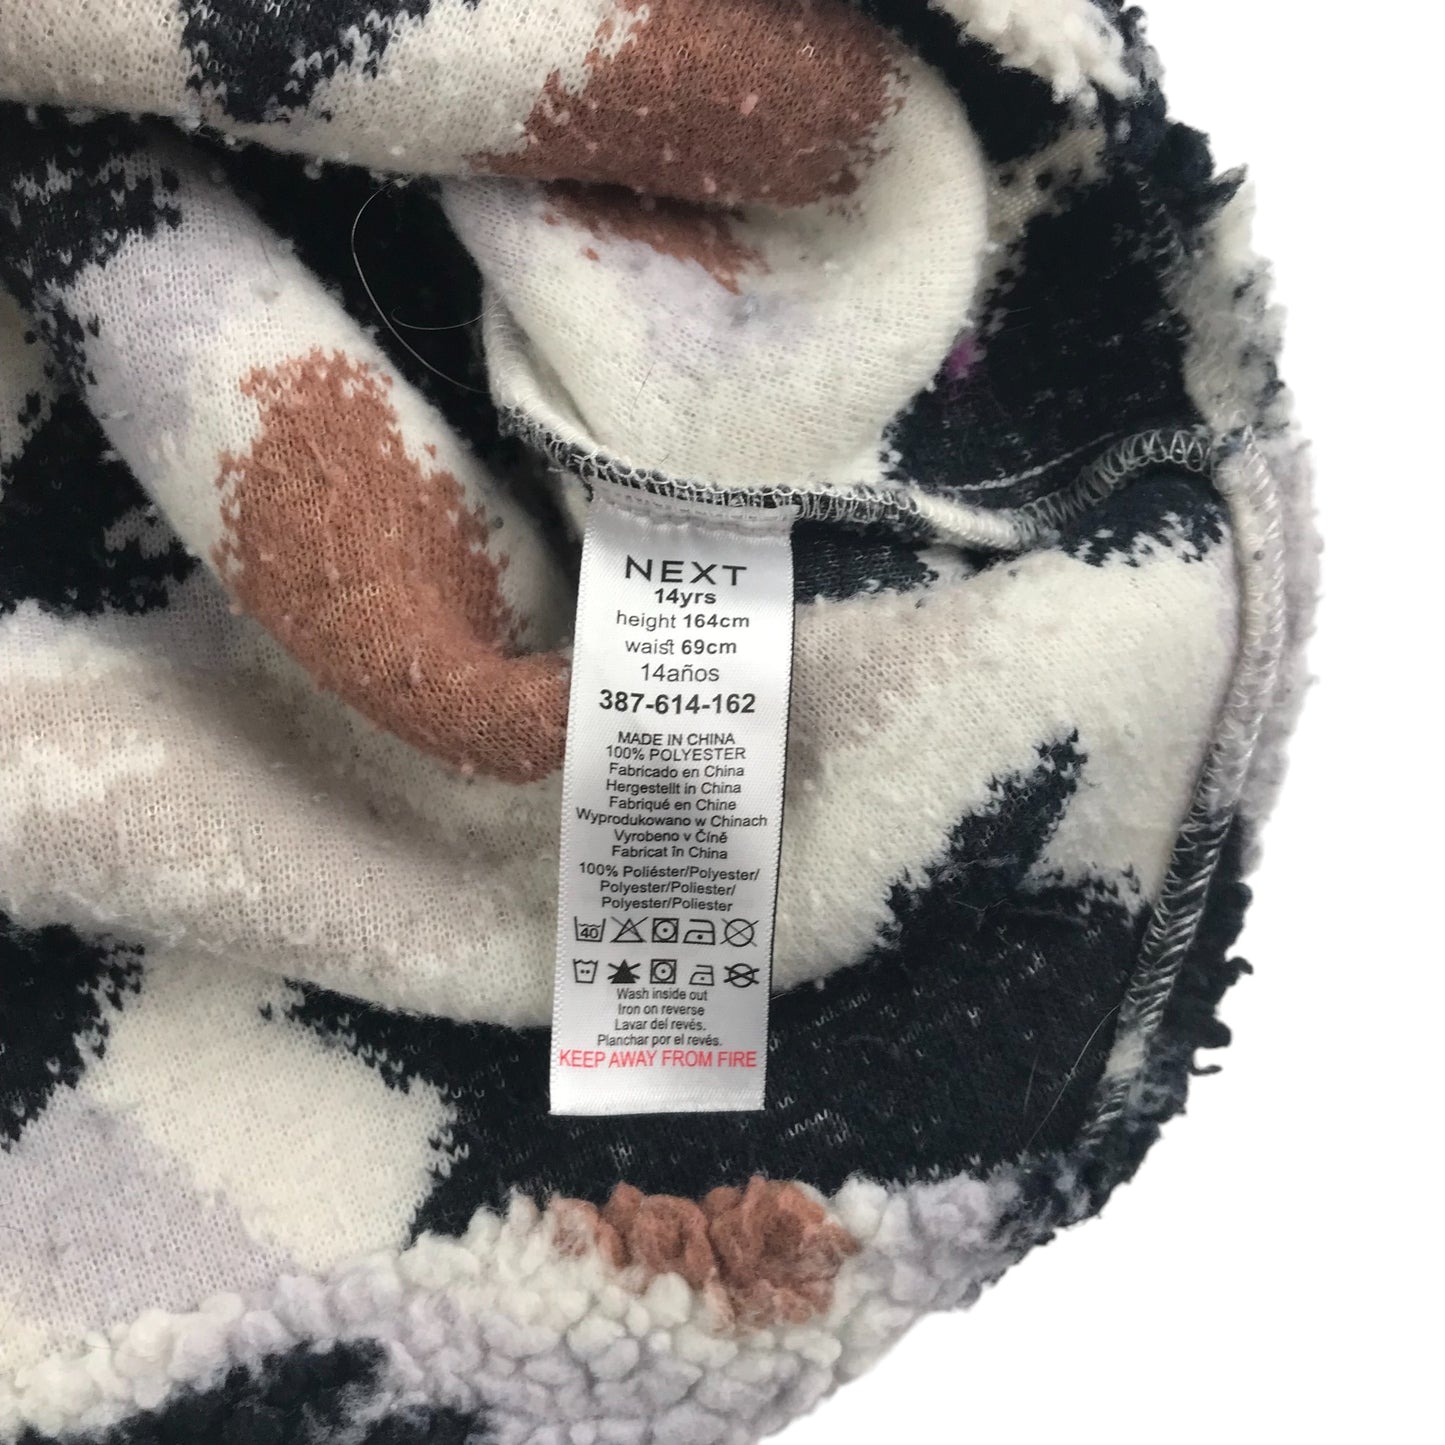 NEXT
14yrs
height 164cm
waist 69cm
14años
387-614-162
MADE IN CHINA
100% POLYESTER
Fabricado en China
Hergestellt in China
Fabriqué en Chine
Wyprodukowano w Chinach
Vyrobeno v Číně
Fabricat în China
100% Poliéster/Polyester/
Polyester/Poliester/
Polyester/Poliester
40
Wash inside out
Iron on reverse
Lavar del revés.
Planchar por el revés.
KEEP AWAY FROM FIRE